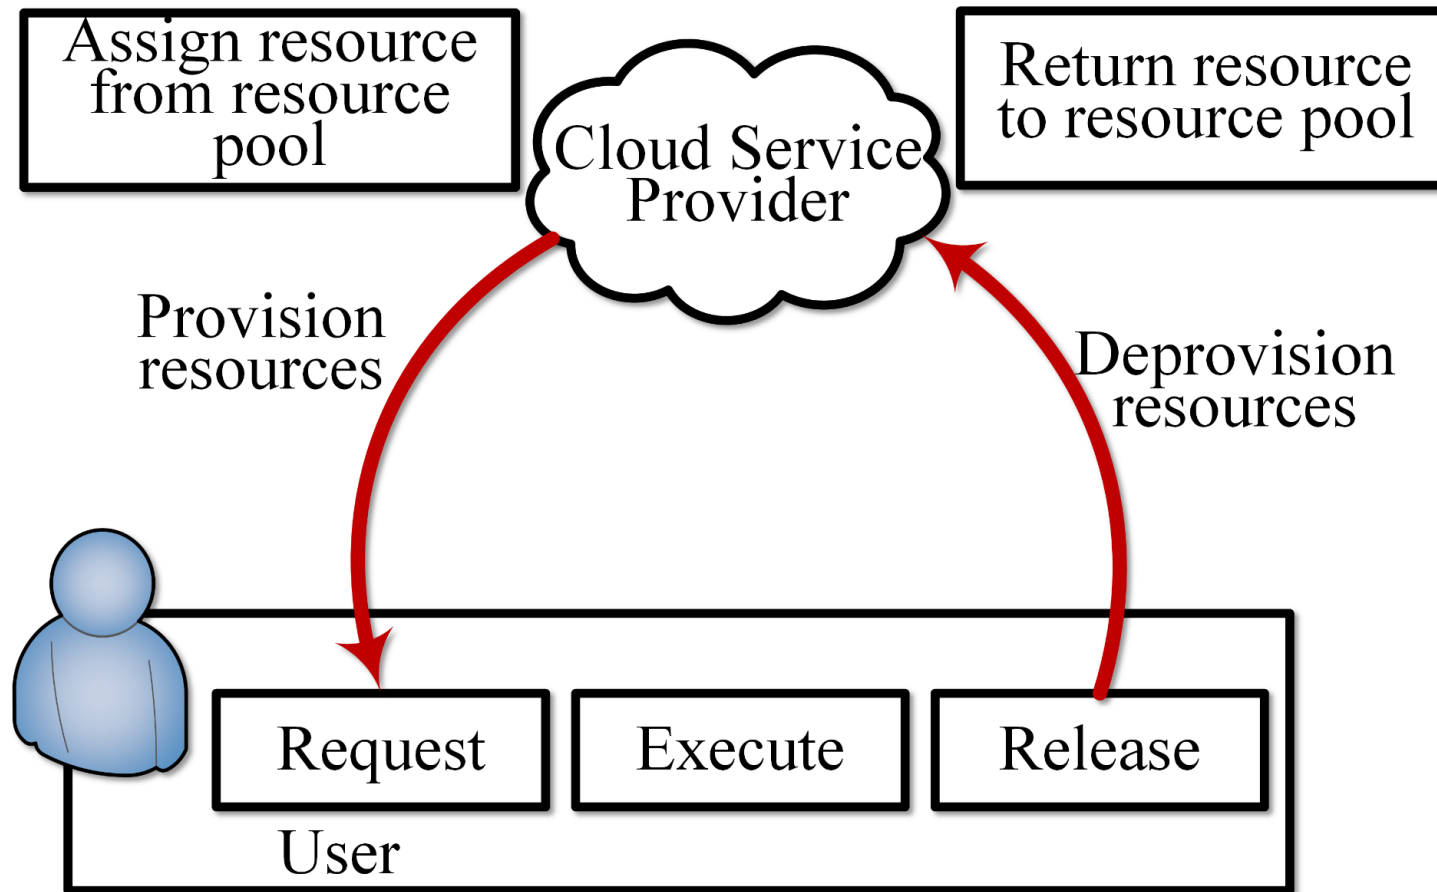 Assign resource
from resource
pool
Cloud Service
Provider
Return resource
to resource pool
Provision
resources
Deprovision
resources
Request
Execute
Release
User